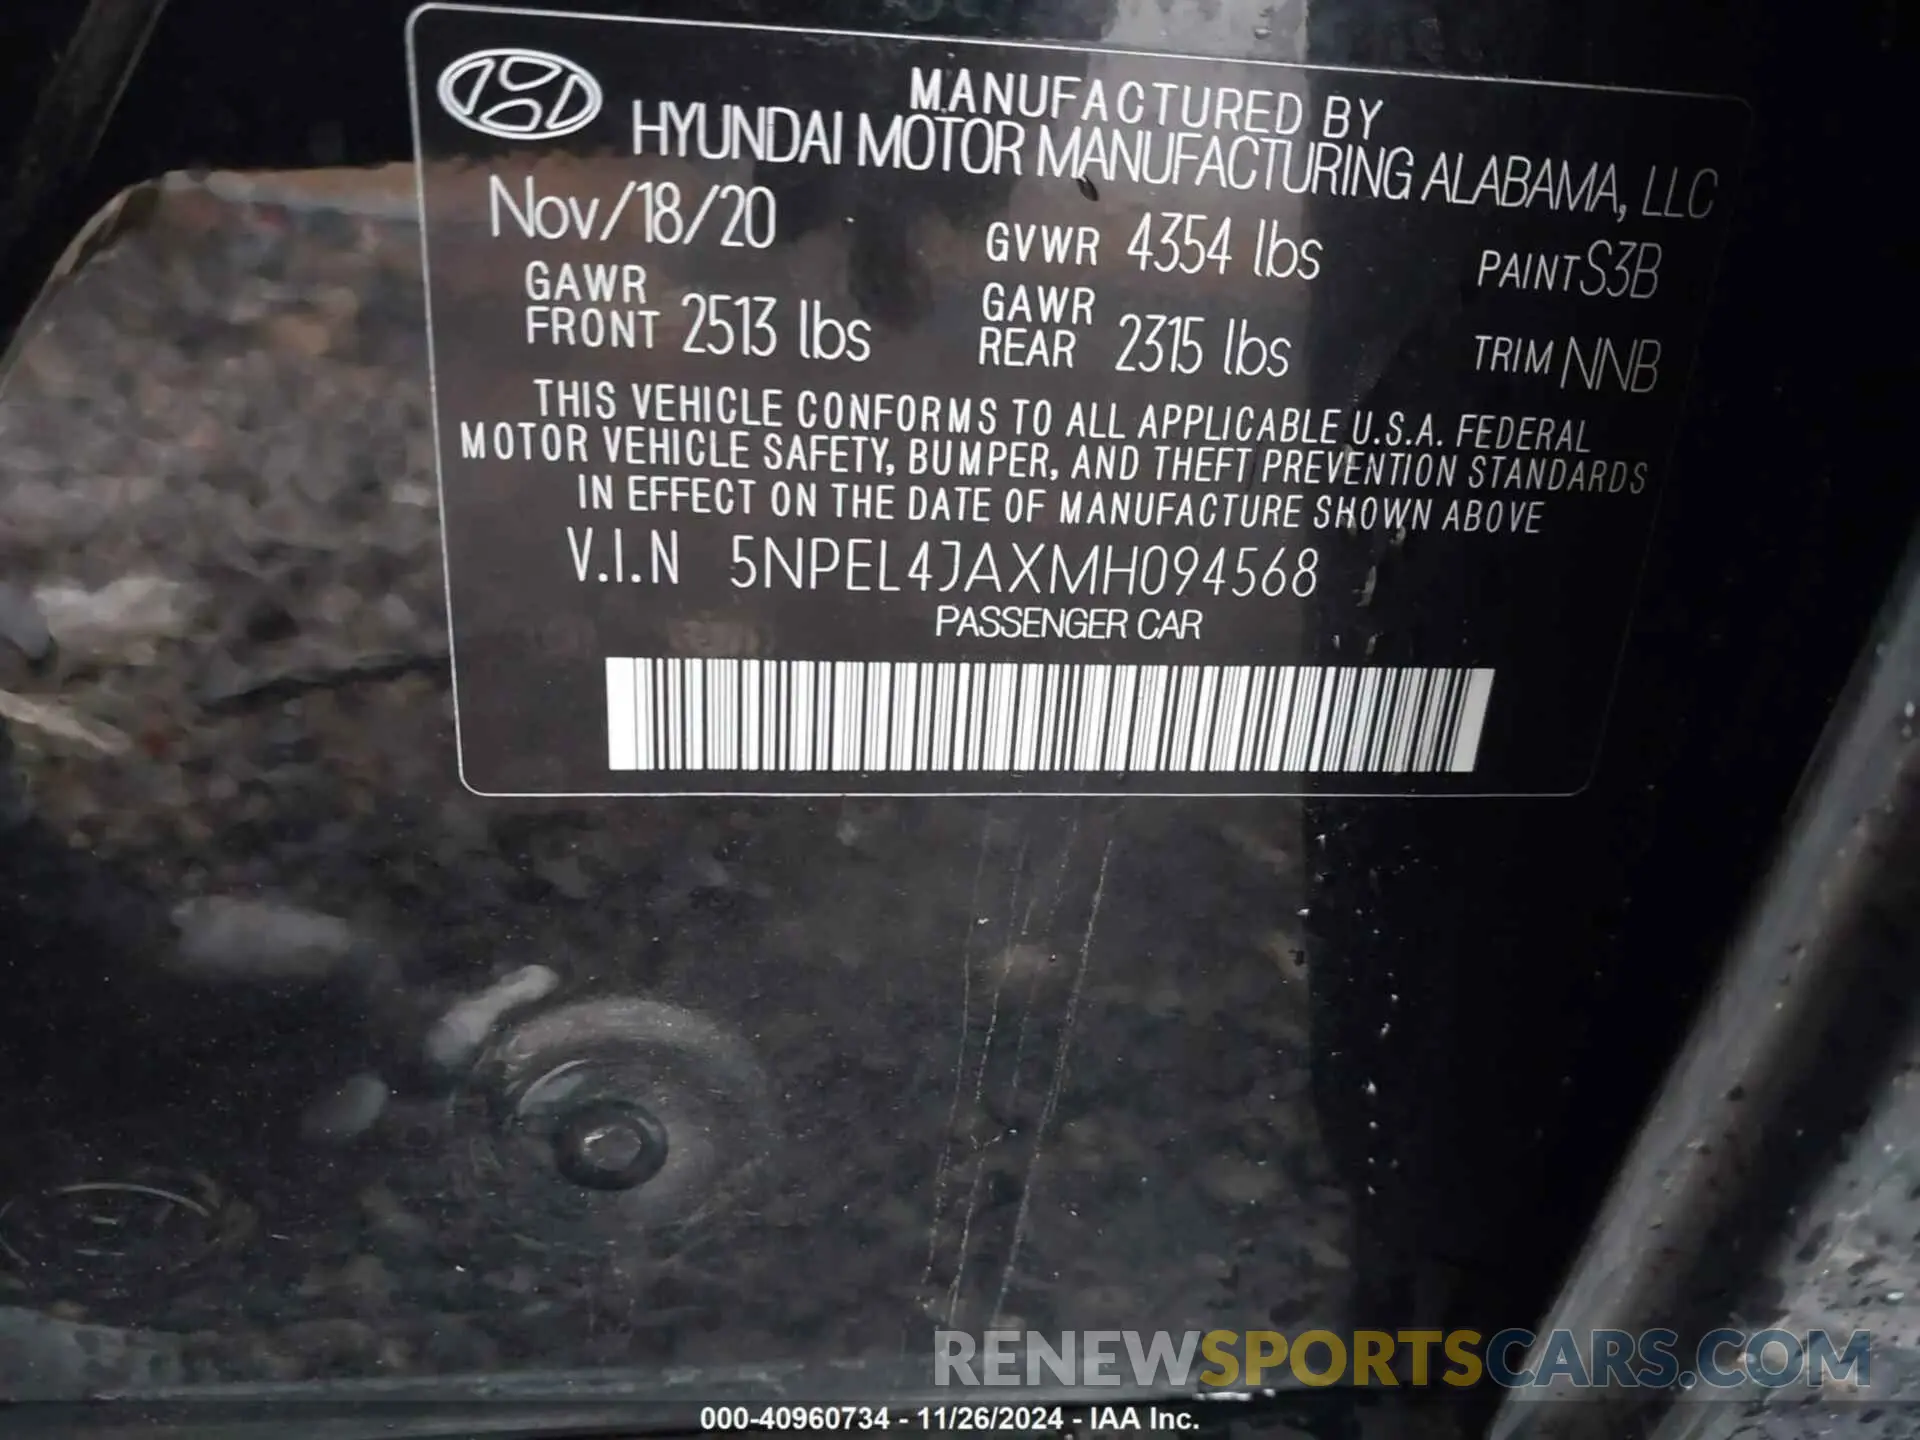 MANUFACTURED BY
HYUNDAI MOTOR MANUFACTURING ALABAMA, LLC
Nov/18/20 GVWR 4354 lbs PAINT S3B
GAWR FRONT 2513 lbs GAWR REAR 2315 lbs TRIM NNB
THIS VEHICLE CONFORMS TO ALL APPLICABLE U.S.A. FEDERAL
MOTOR VEHICLE SAFETY, BUMPER, AND THEFT PREVENTION STANDARDS
IN EFFECT ON THE DATE OF MANUFACTURE SHOWN ABOVE
V.I.N 5NPEL4JAXMH094568
PASSENGER CAR
RENEWSPORTSCARS.COM
000-40960734 - 11/26/2024 - IAA Inc.